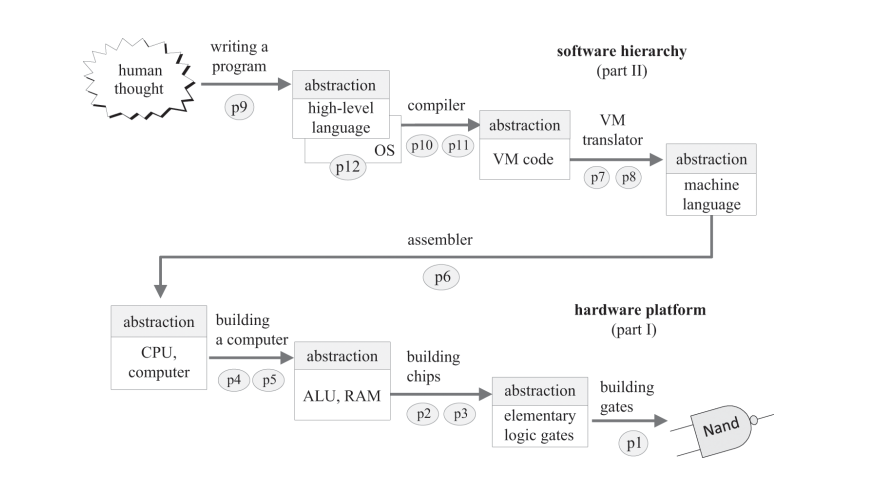 writing a
program
human
thought
p9
software hierarchy
(part II)
abstraction
high-level
language
OS
p12
compiler
p10 p11
abstraction
VM code
VM
translator
p7 p8
abstraction
machine
language
assembler
p6
hardware platform
(part I)
abstraction
CPU,
computer
building
a computer
p4 p5
abstraction
ALU, RAM
building
chips
p2 p3
abstraction
elementary
logic gates
building
gates
p1
Nand